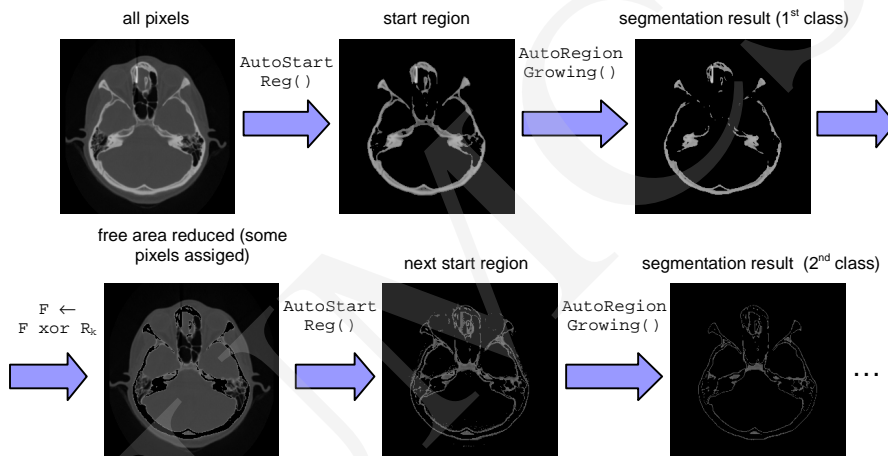 all pixels
start region
segmentation result (1st class)
AutoStart
Reg()
AutoRegion
Growing()
free area reduced (some
pixels assiged)
next start region
segmentation result (2nd class)
F ←
F xor Rk
AutoStart
Reg()
AutoRegion
Growing()
...